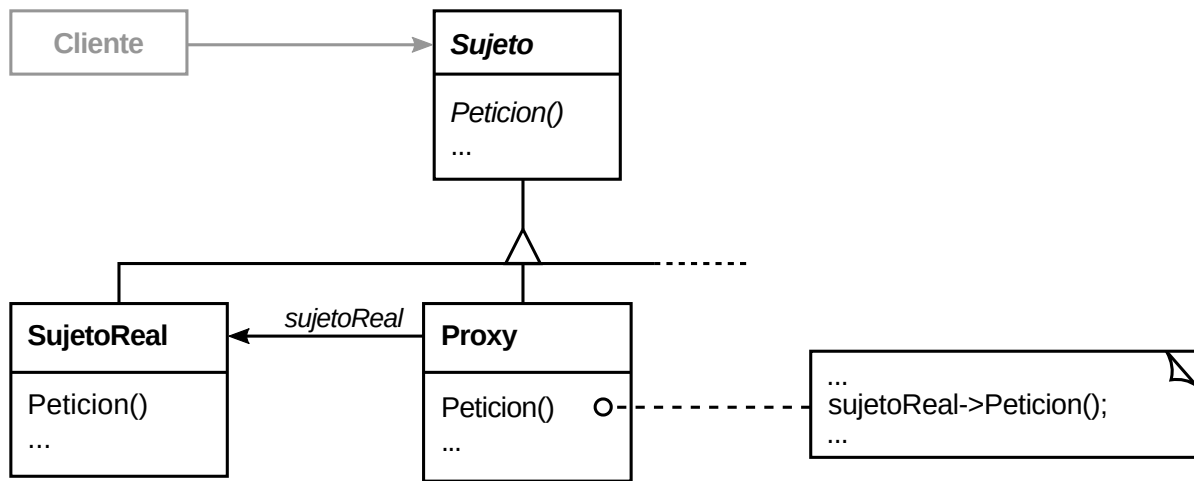 Cliente
Sujeto
Peticion()
...
SujetoReal
Peticion()
...
sujetoReal
Proxy
Peticion()
...
...
sujetoReal->Peticion();
...